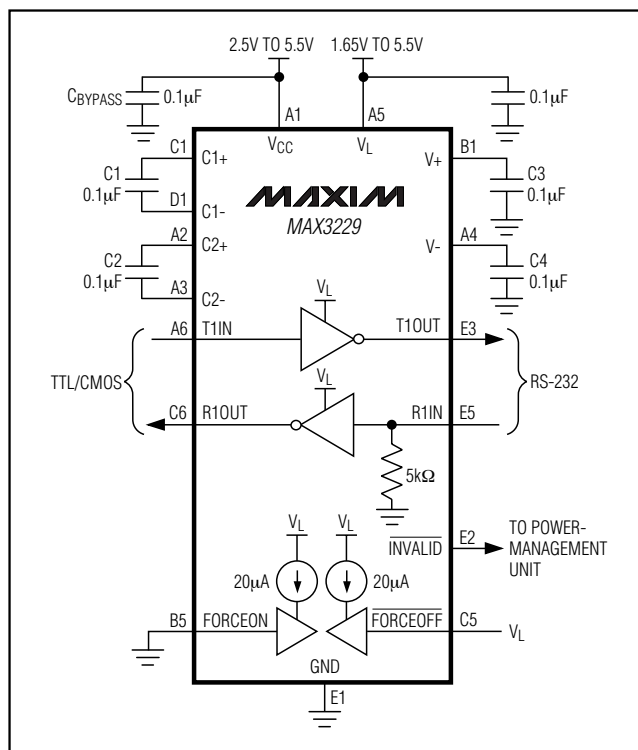 2.5V TO 5.5V
1.65V TO 5.5V
CBYPASS
0.1µF
0.1µF
A1
A5
VCC
VL
C1
C1+
C1
0.1µF
D1
C1-
A2
C2+
C2
0.1µF
A3
C2-
V+
B1
C3
0.1µF
V-
A4
C4
0.1µF
MAXIM
MAX3229
VL
A6
T1IN
T1OUT
E3
TTL/CMOS
RS-232
VL
C6
R1OUT
R1IN
E5
5kΩ
INVALID
E2
TO POWER-
MANAGEMENT
UNIT
VL
VL
20µA
20µA
B5
FORCEON
FORCEOFF
C5
VL
GND
E1